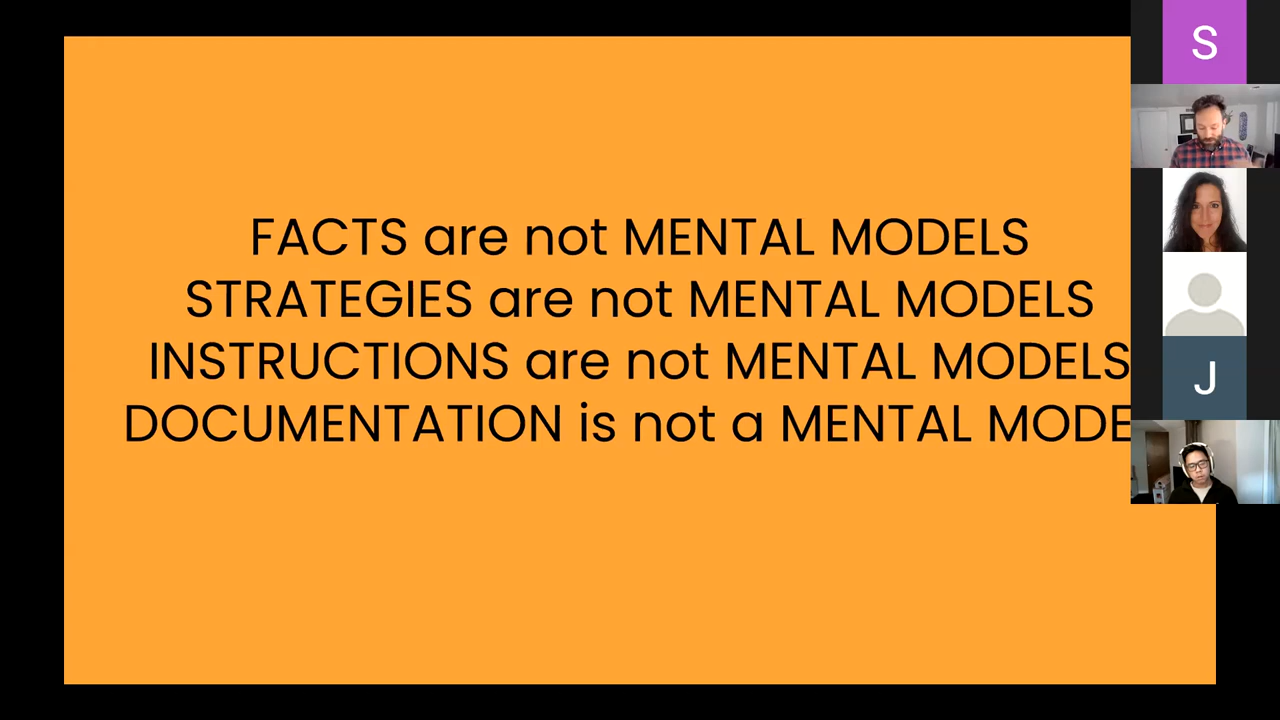 FACTS are not MENTAL MODELS
STRATEGIES are not MENTAL MODELS
INSTRUCTIONS are not MENTAL MODELS
DOCUMENTATION is not a MENTAL MODE
S
J